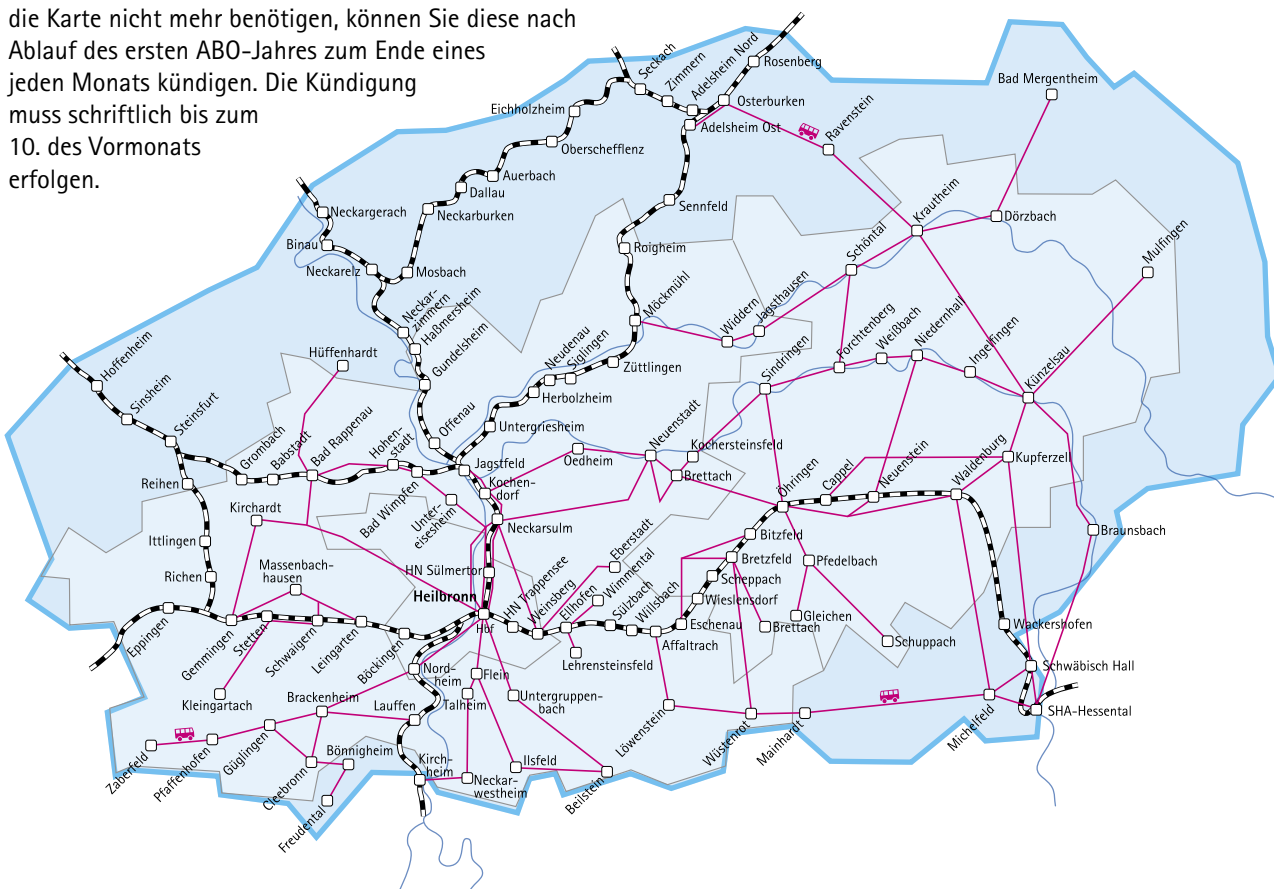 die Karte nicht mehr benötigen, können Sie diese nach
Ablauf des ersten ABO-Jahres zum Ende eines
jeden Monats kündigen. Die Kündigung
muss schriftlich bis zum
10. des Vormonats
erfolgen.
Seckach
Zimmern
Adelsheim Nord
Rosenberg
Osterburken
Adelsheim Ost
Ravenstein
Bad Mergentheim
Eichholzheim
Oberschefflenz
Auerbach
Dallau
Neckarburken
Neckargerach
Binau
Neckarelz
Mosbach
Sennfeld
Roigheim
Möckmühl
Krautheim
Dörzbach
Mulfingen
Schöntal
Jagsthausen
Widdern
Neckar-
zimmern
Haßmersheim
Gundelsheim
Offenau
Neudenau
Siglingen
Züttlingen
Herbolzheim
Untergriesheim
Forchtenberg
Weißbach
Niedernhall
Ingelfingen
Künzelsau
Sindringen
Hoffenheim
Sinsheim
Steinsfurt
Hüffenhardt
Grombach
Babstadt
Bad Rappenau
Hohen-
stadt
Bad Wimpfen
Jagstfeld
Kochen-
dorf
Oedheim
Neuenstadt
Kochersteinsfeld
Brettach
Öhringen
Cappel
Neuenstein
Waldenburg
Kupferzell
Braunsbach
Reihen
Kirchardt
Ittlingen
Richen
Unter-
eisesheim
Neckarsulm
HN Sülmertor
Heilbronn
Hbf
HN Trappensee
Weinsberg
Ellhofen
Eberstadt
Wimmental
Sülzbach
Willsbach
Lehrensteinsfeld
Affaltrach
Eschenau
Wieslensdorf
Scheppach
Bretzfeld
Bitzfeld
Pfedelbach
Gleichen
Brettach
Schuppach
Wackershofen
Schwäbisch Hall
SHA-Hessental
Michelfeld
Mainhardt
Wüstenrot
Löwenstein
Massenbach-
hausen
Eppingen
Gemmingen
Stetten
Schwaigern
Leingarten
Böckingen
Nord-
heim
Flein
Talheim
Untergruppen-
bach
Kleingartach
Brackenheim
Lauffen
Zaberfeld
Pfaffenhofen
Güglingen
Cleebronn
Bönnigheim
Freudental
Kirch-
heim
Neckar-
westheim
Ilsfeld
Beilstein